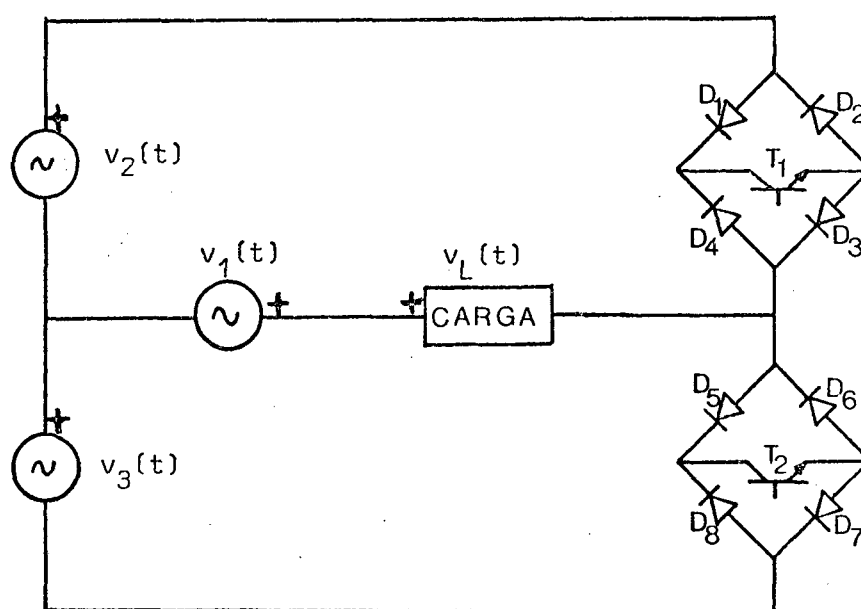 D1
D2
T1
D4
D3
v2(t)
v1(t)
vL(t)
CARGA
D5
D6
T2
D8
D7
v3(t)